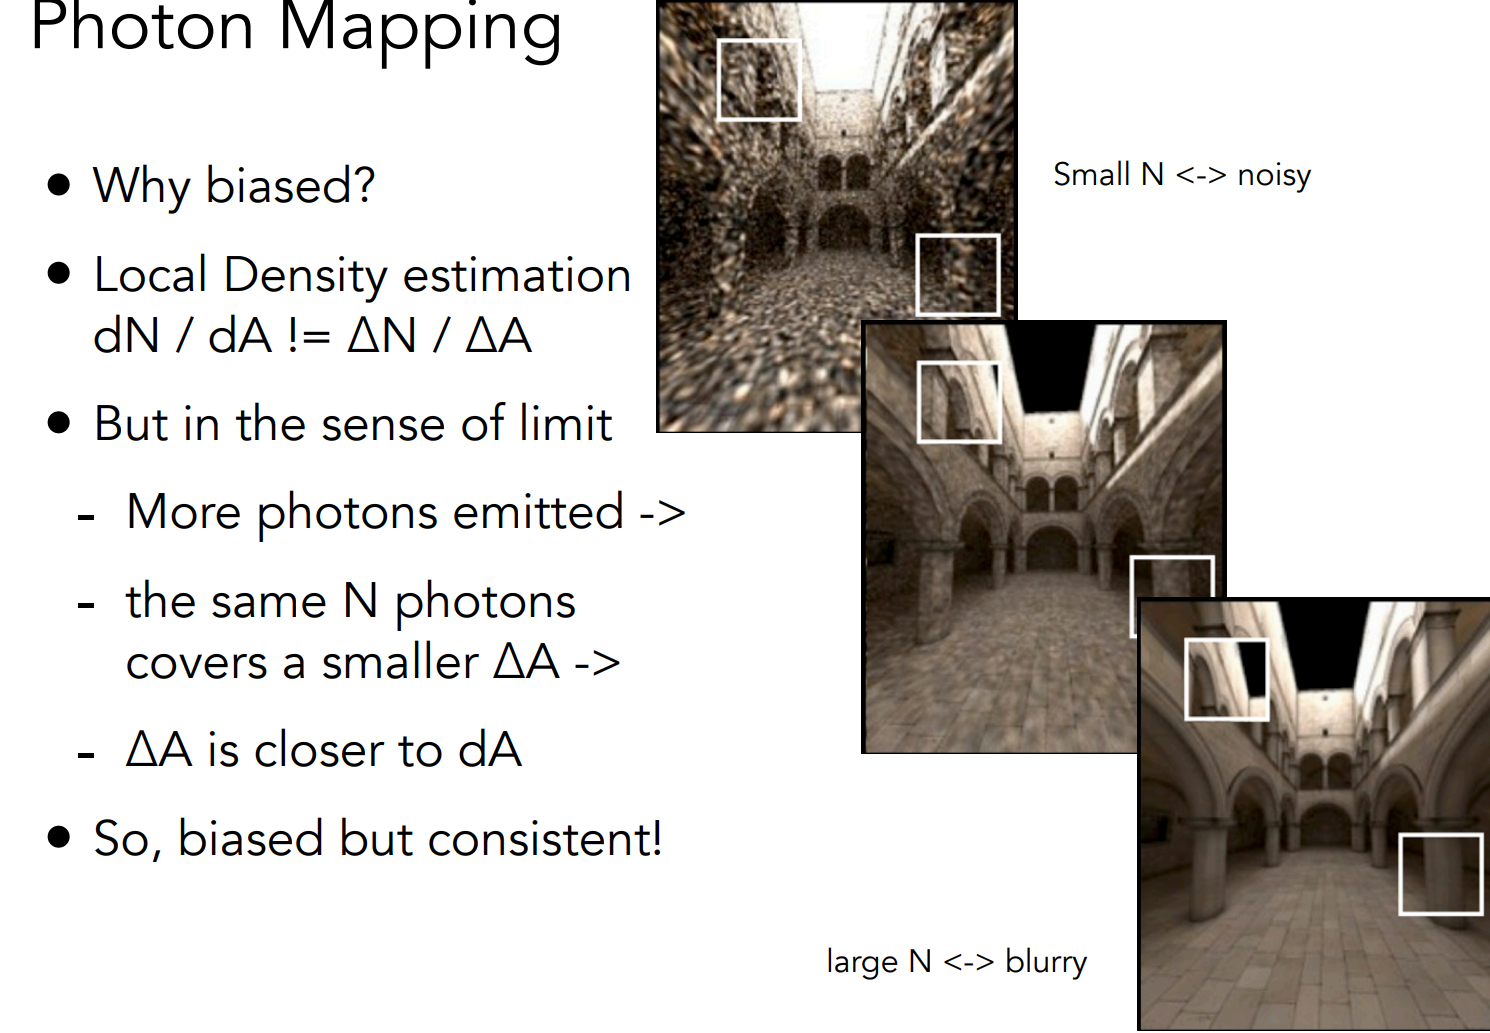 Photon Mapping
• Why biased?
• Local Density estimation
dN / dA != ΔN / ΔA
• But in the sense of limit
- More photons emitted ->
- the same N photons
covers a smaller ΔA ->
- ΔA is closer to dA
• So, biased but consistent!
Small N <-> noisy
large N <-> blurry